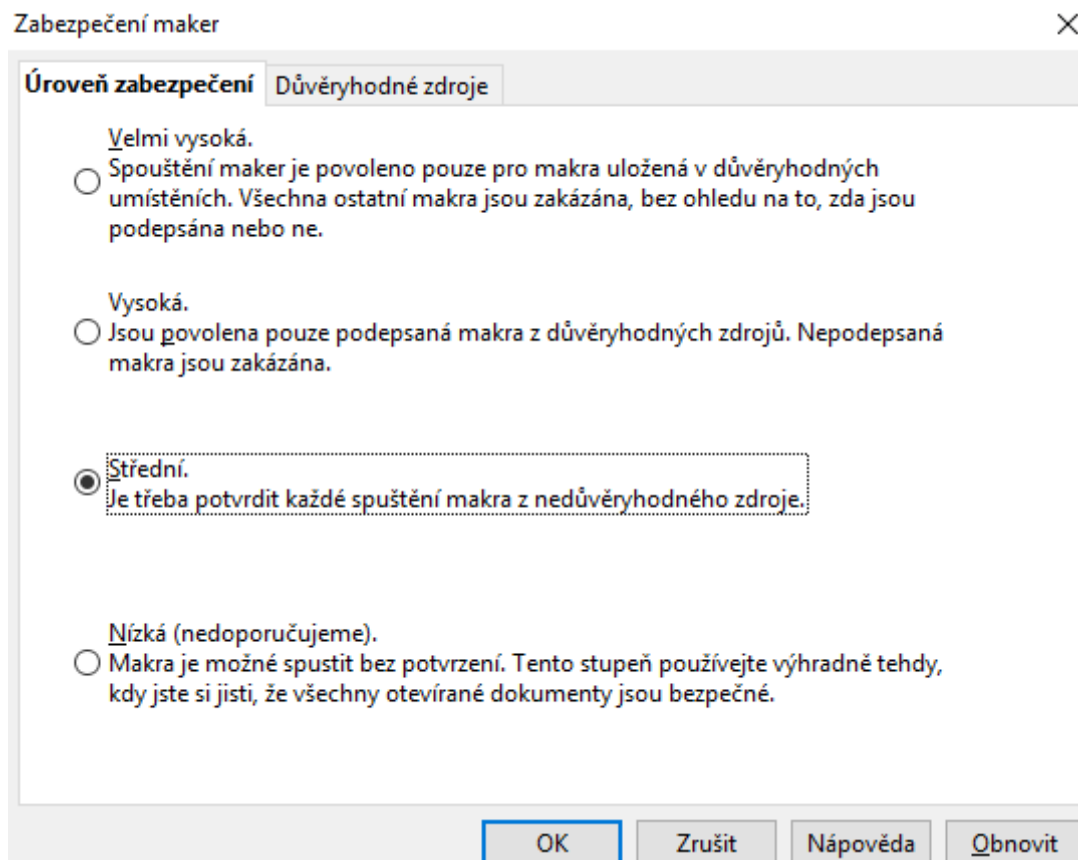 Zabezpečení maker
Úroveň zabezpečení
Důvěryhodné zdroje
Velmi vysoká.
Spouštění maker je povoleno pouze pro makra uložená v důvěryhodných
umístěních. Všechna ostatní makra jsou zakázána, bez ohledu na to, zda jsou
podepsána nebo ne.
Vysoká.
Jsou povolena pouze podepsaná makra z důvěryhodných zdrojů. Nepodepsaná
makra jsou zakázána.
Střední.
Je třeba potvrdit každé spuštění makra z nedůvěryhodného zdroje.
Nízká (nedoporučujeme).
Makra je možné spustit bez potvrzení. Tento stupeň používejte výhradně tehdy,
kdy jste si jisti, že všechny otevírané dokumenty jsou bezpečné.
OK
Zrušit
Nápověda
Obnovit